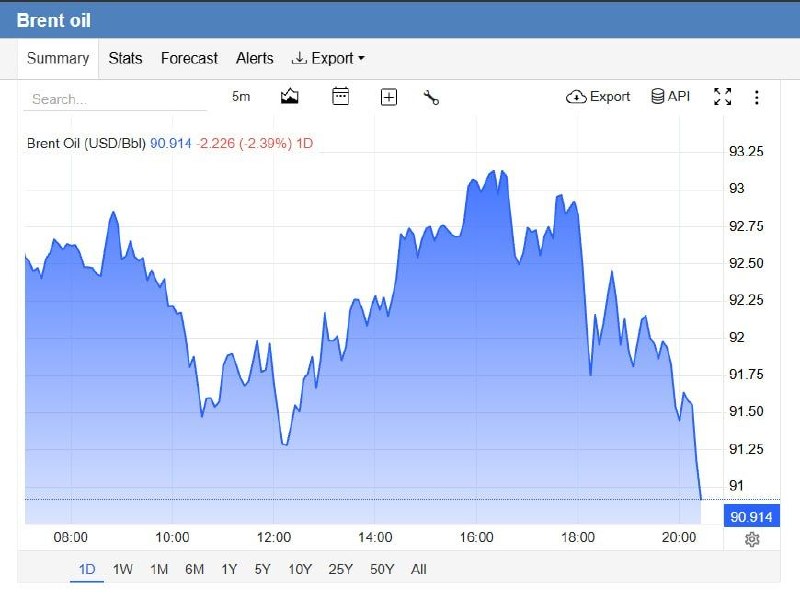 Brent oil
Summary Stats Forecast Alerts Export
Search... 5m Export API
Brent Oil (USD/Bbl) 90.914 -2.226 (-2.39%) 1D
93.25
93
92.75
92.50
92.25
92
91.75
91.50
91.25
91
90.914
08:00 10:00 12:00 14:00 16:00 18:00 20:00
1D 1W 1M 6M 1Y 5Y 10Y 25Y 50Y All